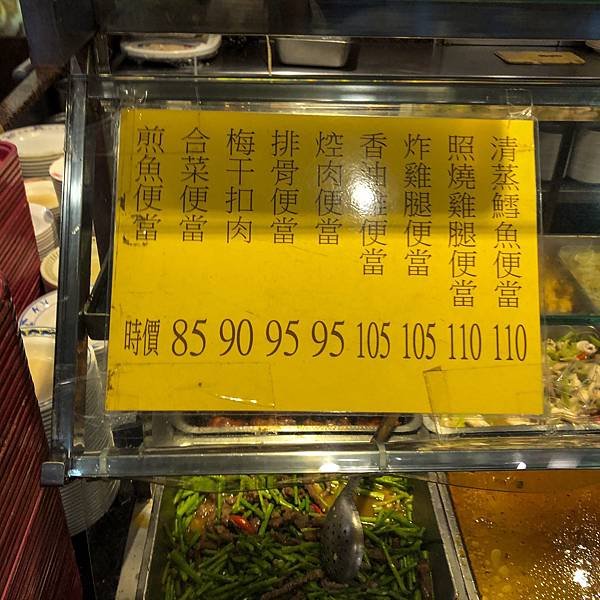 清蒸鱈魚便當 110
照燒雞腿便當 110
炸雞腿便當 105
香油雞便當 105
焢肉便當 95
排骨便當 95
梅干扣肉 90
合菜便當 85
煎魚便當 時價